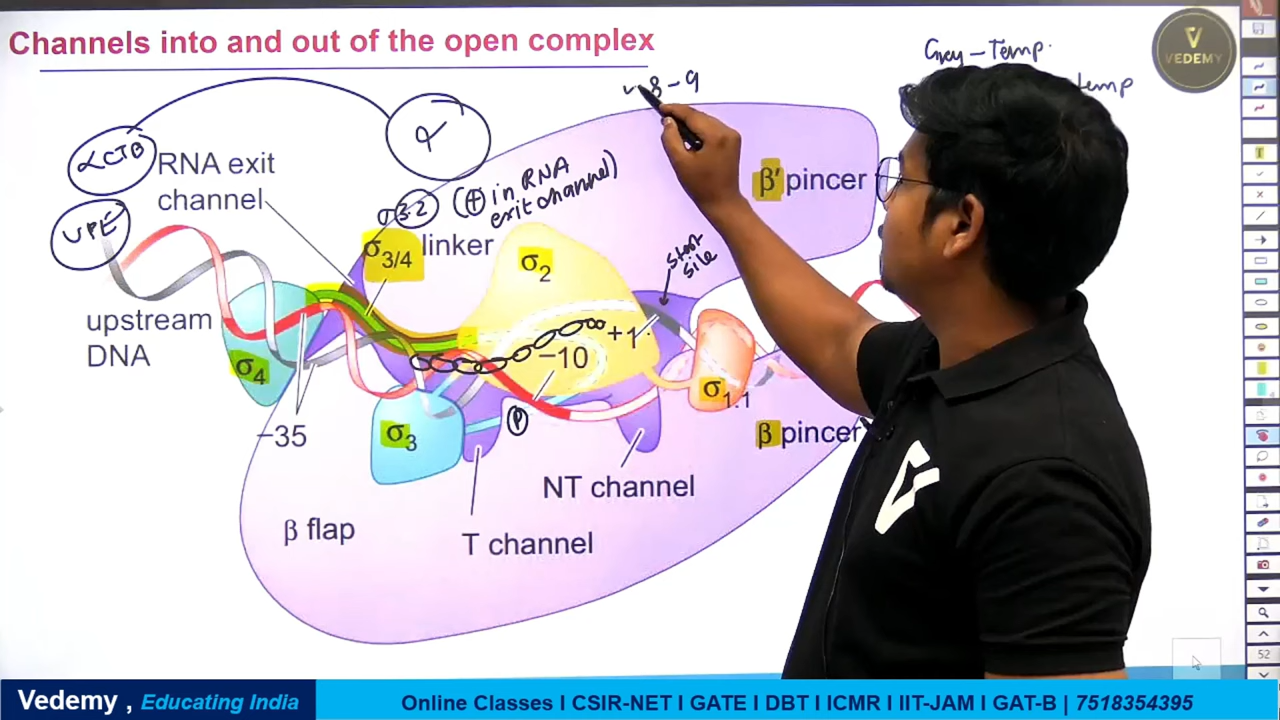 Channels into and out of the open complex
Grey - Temp.
temp
VEDEMY
8-9
α
αCTD
RNA exit
channel
UPE
σ3.2
(+ in RNA
exit channel)
β' pincer
σ3/4 linker
σ2
start
site
upstream
DNA
+1
-10
σ4
σ1.1
-35
σ3
P
β pincer
NT channel
β flap
T channel
52
Vedemy , Educating India
Online Classes I CSIR-NET I GATE I DBT I ICMR I IIT-JAM I GAT-B | 7518354395